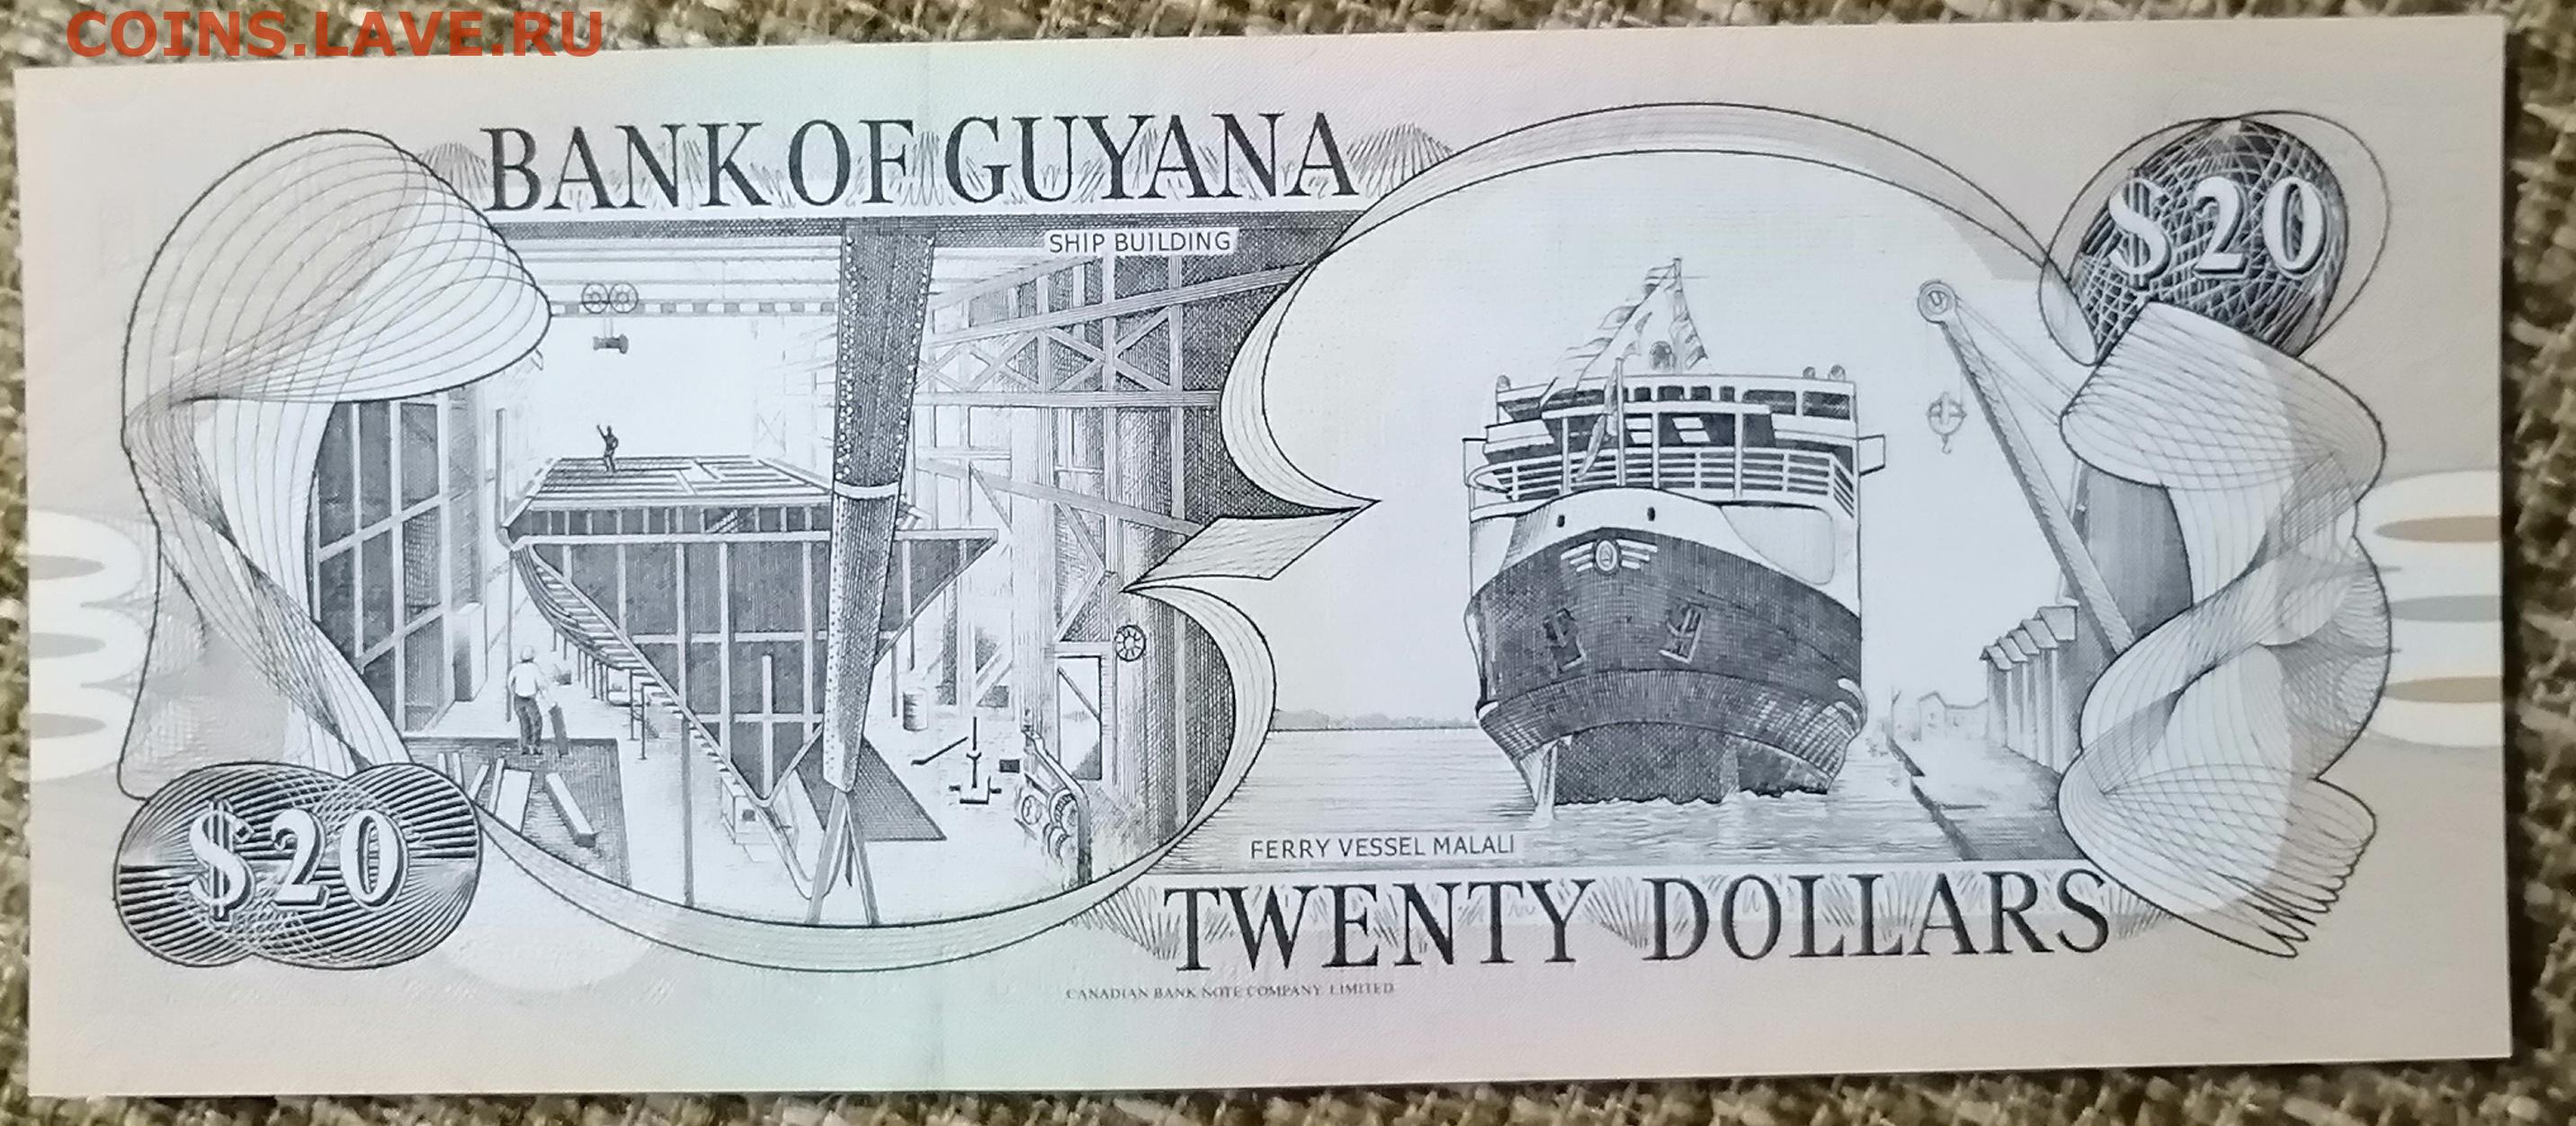 COINS.LAVE.RU
BANK OF GUYANA
$20
SHIP BUILDING
FERRY VESSEL MALALI
$20
TWENTY DOLLARS
CANADIAN BANK NOTE COMPANY LIMITED